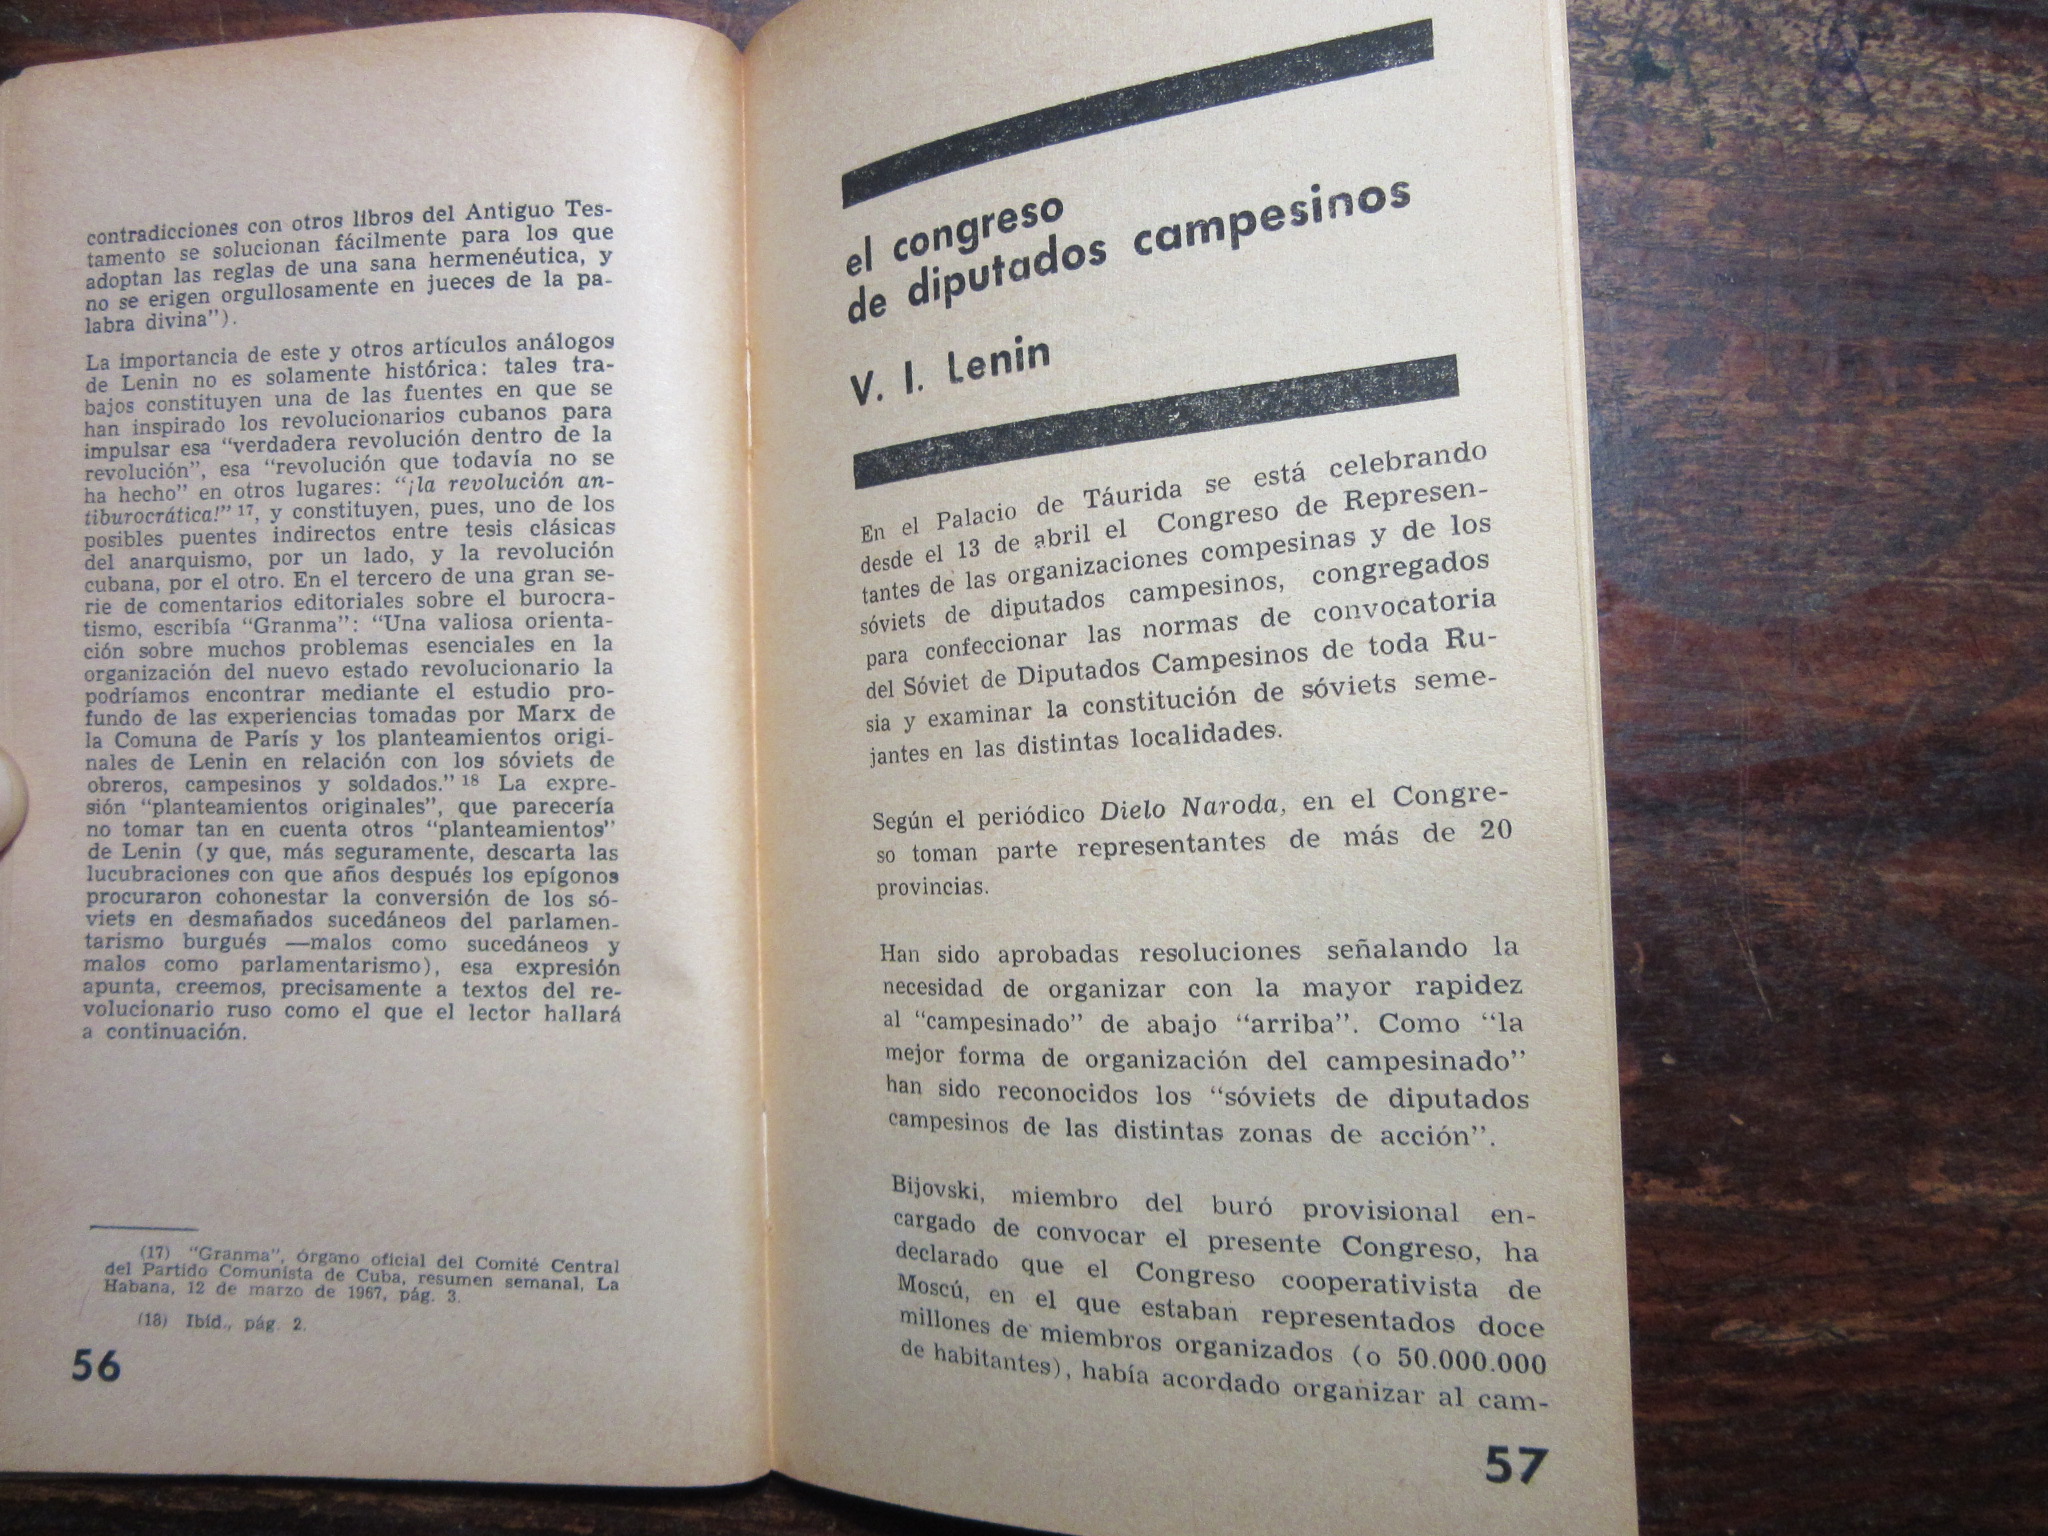 contradicciones con otros libros del Antiguo Tes-
tamento se solucionan fácilmente para los que
adoptan las reglas de una sana hermenéutica, y
no se erigen orgullosamente en jueces de la pa-
labra divina").
La importancia de este y otros artículos análogos
de Lenin no es solamente histórica: tales tra-
bajos constituyen una de las fuentes en que se
han inspirado los revolucionarios cubanos para
impulsar esa "verdadera revolución dentro de la
revolución", esa "revolución que todavía no se
ha hecho" en otros lugares: "¡la revolución an-
tiburocrática!" 17, y constituyen, pues, uno de los
posibles puentes indirectos entre tesis clásicas
del anarquismo, por un lado, y la revolución
cubana, por el otro. En el tercero de una gran se-
rie de comentarios editoriales sobre el burocra-
tismo, escribía "Granma": "Una valiosa orienta-
ción sobre muchos problemas esenciales en la
organización del nuevo estado revolucionario la
podríamos encontrar mediante el estudio pro-
fundo de las experiencias tomadas por Marx de
la Comuna de París y los planteamientos origi-
nales de Lenin en relación con los sóviets de
obreros, campesinos y soldados." 18 La expre-
sión "planteamientos originales", que parecería
no tomar tan en cuenta otros "planteamientos"
de Lenin (y que, más seguramente, descarta las
lucubraciones con que años después los epígonos
procuraron cohonestar la conversión de los só-
viets en desmañados sucedáneos del parlamen-
tarismo burgués —malos como sucedáneos y
malos como parlamentarismo), esa expresión
apunta, creemos, precisamente a textos del re-
volucionario ruso como el que el lector hallará
a continuación.
(17) "Granma", órgano oficial del Comité Central
del Partido Comunista de Cuba, resumen semanal, La
Habana, 12 de marzo de 1967, pág. 3.
(18) Ibíd., pág. 2.
56
el congreso
de diputados campesinos
V. I. Lenin
En el Palacio de Táurida se está celebrando
desde el 13 de abril el Congreso de Represen-
tantes de las organizaciones compesinas y de los
sóviets de diputados campesinos, congregados
para confeccionar las normas de convocatoria
del Sóviet de Diputados Campesinos de toda Ru-
sia y examinar la constitución de sóviets seme-
jantes en las distintas localidades.
Según el periódico Dielo Naroda, en el Congre-
so toman parte representantes de más de 20
provincias.
Han sido aprobadas resoluciones señalando la
necesidad de organizar con la mayor rapidez
al "campesinado" de abajo "arriba". Como "la
mejor forma de organización del campesinado"
han sido reconocidos los "sóviets de diputados
campesinos de las distintas zonas de acción".
Bijovski, miembro del buró provisional en-
cargado de convocar el presente Congreso, ha
declarado que el Congreso cooperativista de
Moscú, en el que estaban representados doce
millones de miembros organizados (o 50.000.000
de habitantes), había acordado organizar al cam-
57